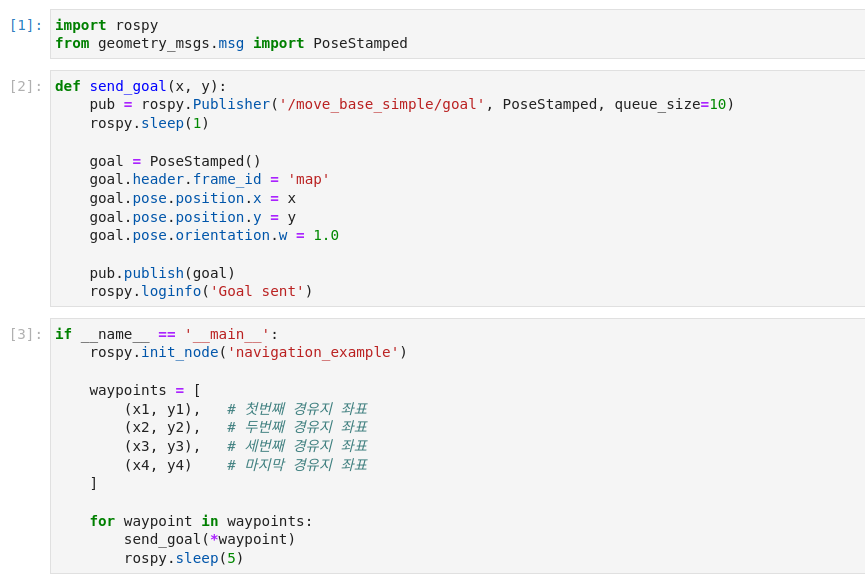 [1]: import rospy
from geometry_msgs.msg import PoseStamped
[2]: def send_goal(x, y):
    pub = rospy.Publisher('/move_base_simple/goal', PoseStamped, queue_size=10)
    rospy.sleep(1)

    goal = PoseStamped()
    goal.header.frame_id = 'map'
    goal.pose.position.x = x
    goal.pose.position.y = y
    goal.pose.orientation.w = 1.0

    pub.publish(goal)
    rospy.loginfo('Goal sent')
[3]: if __name__ == '__main__':
    rospy.init_node('navigation_example')

    waypoints = [
        (x1, y1),   # 첫번째 경유지 좌표
        (x2, y2),   # 두번째 경유지 좌표
        (x3, y3),   # 세번째 경유지 좌표
        (x4, y4)    # 마지막 경유지 좌표
    ]

    for waypoint in waypoints:
        send_goal(*waypoint)
        rospy.sleep(5)